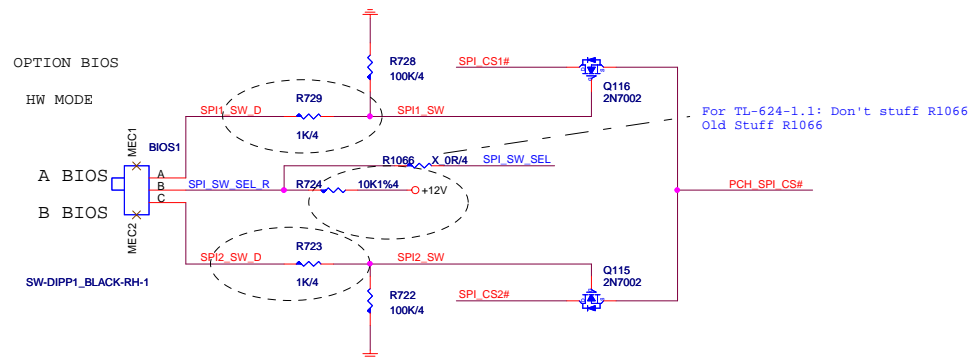 OPTION BIOS
HW MODE
R728
100K/4
SPI_CS1#
Q116
2N7002
SPI1_SW_D
R729
1K/4
SPI1_SW
For TL-624-1.1: Don't stuff R1066
Old Stuff R1066
MEC1
BIOS1
A BIOS
B BIOS
A
B
C
MEC2
SPI_SW_SEL_R
R1066
X_0R/4
SPI_SW_SEL
R724
10K1%4
+12V
PCH_SPI_CS#
SPI2_SW_D
R723
1K/4
SPI2_SW
Q115
2N7002
SW-DIPP1_BLACK-RH-1
R722
100K/4
SPI_CS2#